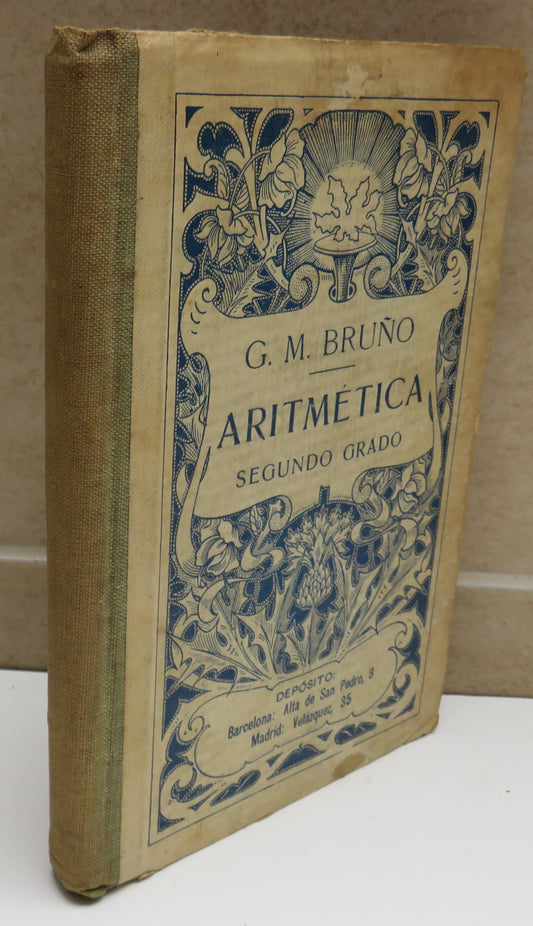 G. M. BRUÑO
ARITMÉTICA
SEGUNDO GRADO
DEPÓSITO:
Barcelona: Alta de San Pedro, 8
Madrid: Velázquez, 35